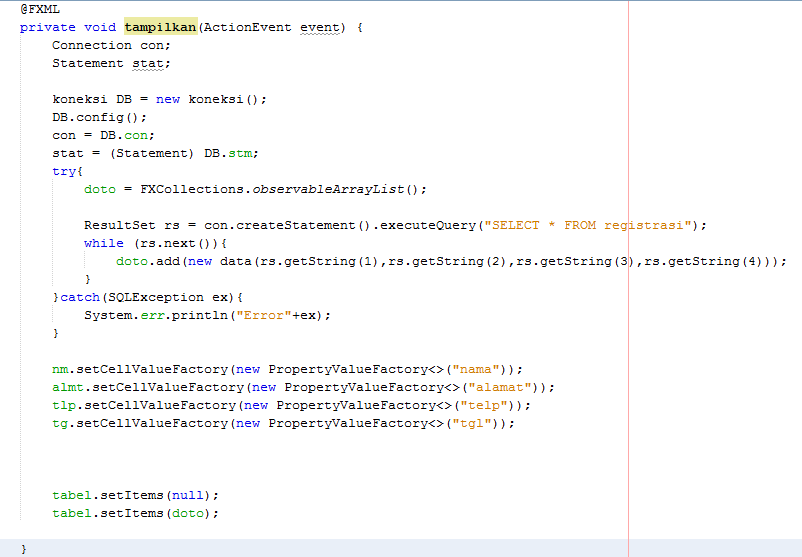 @FXML
private void tampilkan(ActionEvent event) {
Connection con;
Statement stat;
koneksi DB = new koneksi();
DB.config();
con = DB.con;
stat = (Statement) DB.stm;
try{
doto = FXCollections.observableArrayList();
ResultSet rs = con.createStatement().executeQuery("SELECT * FROM registrasi");
while (rs.next()){
doto.add(new data(rs.getString(1),rs.getString(2),rs.getString(3),rs.getString(4)));
}
}catch(SQLException ex){
System.err.println("Error"+ex);
}
nm.setCellValueFactory(new PropertyValueFactory<>("nama"));
almt.setCellValueFactory(new PropertyValueFactory<>("alamat"));
tlp.setCellValueFactory(new PropertyValueFactory<>("telp"));
tg.setCellValueFactory(new PropertyValueFactory<>("tgl"));
tabel.setItems(null);
tabel.setItems(doto);
}